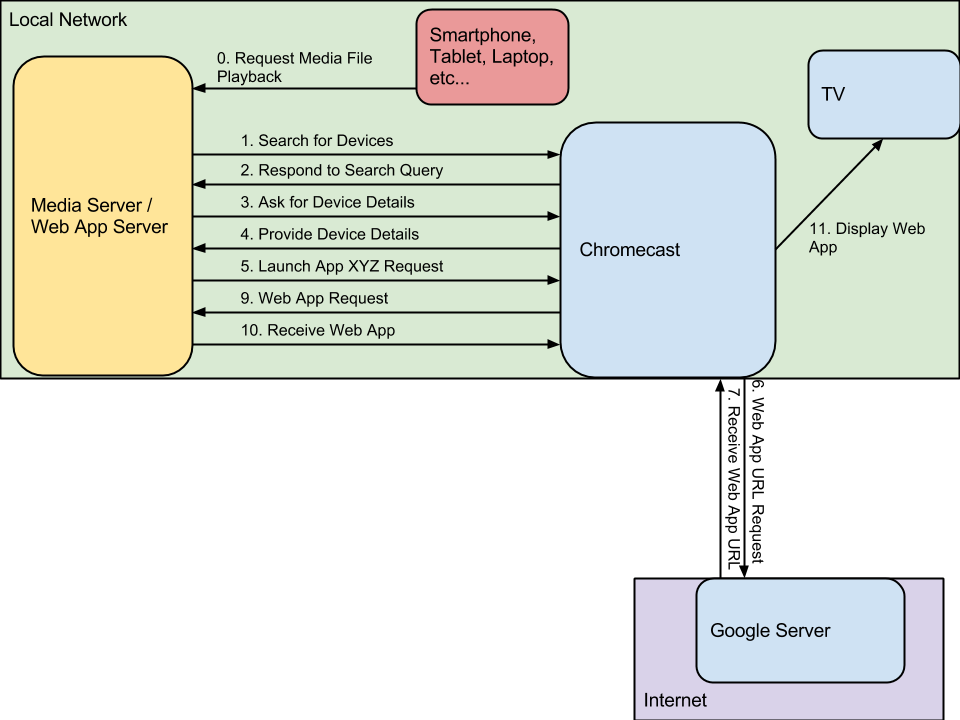 Local Network
Smartphone,
Tablet, Laptop,
etc...
0. Request Media File
Playback
TV
1. Search for Devices
2. Respond to Search Query
3. Ask for Device Details
4. Provide Device Details
5. Launch App XYZ Request
9. Web App Request
10. Receive Web App
Media Server /
Web App Server
Chromecast
11. Display Web
App
7. Receive Web App URL
6. Web App URL Request
Google Server
Internet